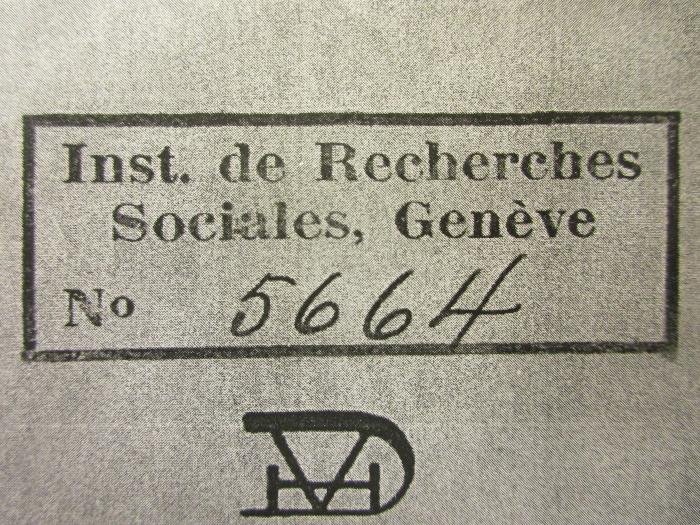 Inst. de Recherches
Sociales, Genève
No 5664